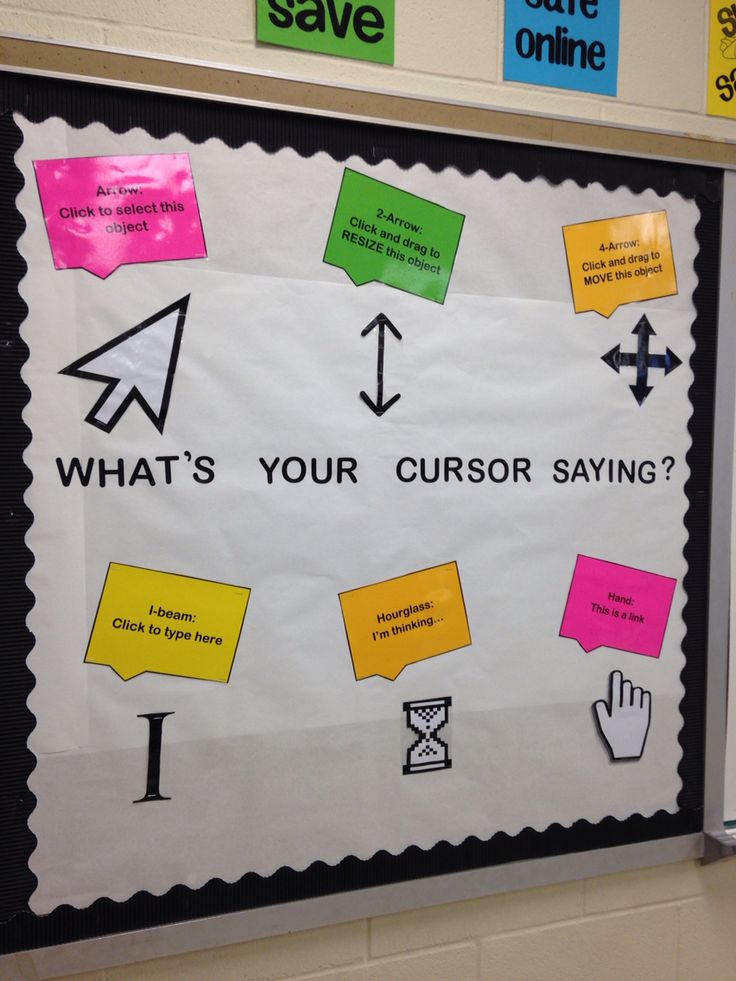 save
safe
online
Arrow:
Click to select this
object
2-Arrow:
Click and drag to
RESIZE this object
4-Arrow:
Click and drag to
MOVE this object
WHAT'S YOUR CURSOR SAYING?
I-beam:
Click to type here
Hourglass:
I'm thinking...
Hand:
This is a link